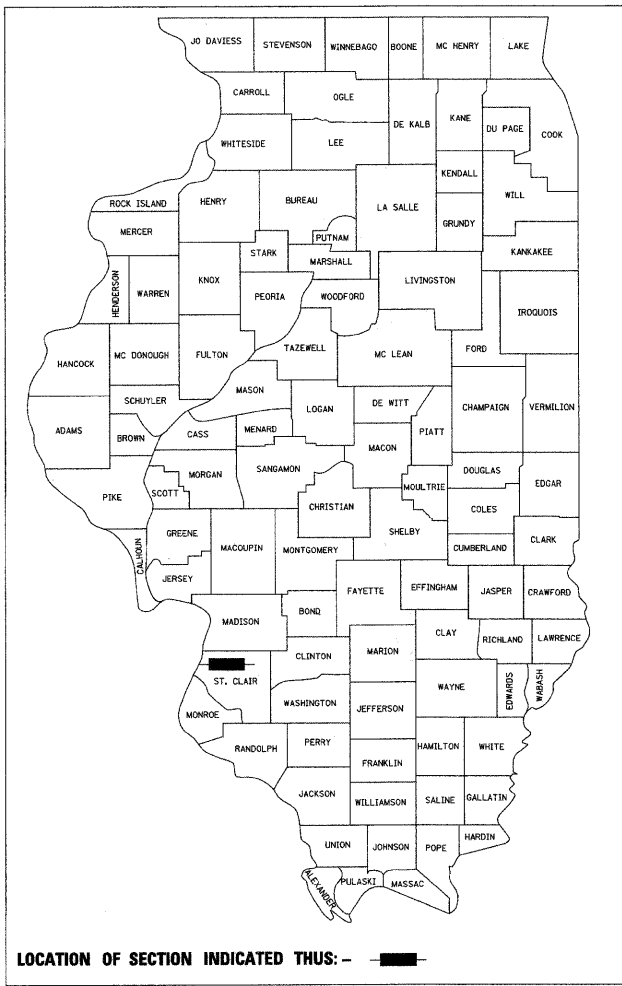 JO DAVIESS
STEVENSON
WINNEBAGO
BOONE
MC HENRY
LAKE
CARROLL
OGLE
DE KALB
KANE
DU PAGE
COOK
WHITESIDE
LEE
KENDALL
WILL
ROCK ISLAND
HENRY
BUREAU
LA SALLE
GRUNDY
MERCER
PUTNAM
STARK
MARSHALL
KANKAKEE
HENDERSON
WARREN
KNOX
PEORIA
WOODFORD
LIVINGSTON
IROQUOIS
HANCOCK
MC DONOUGH
FULTON
TAZEWELL
MC LEAN
FORD
SCHUYLER
MASON
LOGAN
DE WITT
CHAMPAIGN
VERMILION
ADAMS
BROWN
CASS
MENARD
MACON
PIATT
PIKE
SCOTT
MORGAN
SANGAMON
CHRISTIAN
MOULTRIE
DOUGLAS
EDGAR
COLES
CALHOUN
GREENE
MACOUPIN
MONTGOMERY
SHELBY
CUMBERLAND
CLARK
JERSEY
FAYETTE
EFFINGHAM
JASPER
CRAWFORD
MADISON
BOND
CLAY
RICHLAND
LAWRENCE
CLINTON
MARION
ST. CLAIR
WAYNE
EDWARDS
WABASH
MONROE
WASHINGTON
JEFFERSON
RANDOLPH
PERRY
HAMILTON
WHITE
FRANKLIN
JACKSON
WILLIAMSON
SALINE
GALLATIN
UNION
JOHNSON
POPE
HARDIN
ALEXANDER
PULASKI
MASSAC
LOCATION OF SECTION INDICATED THUS: -